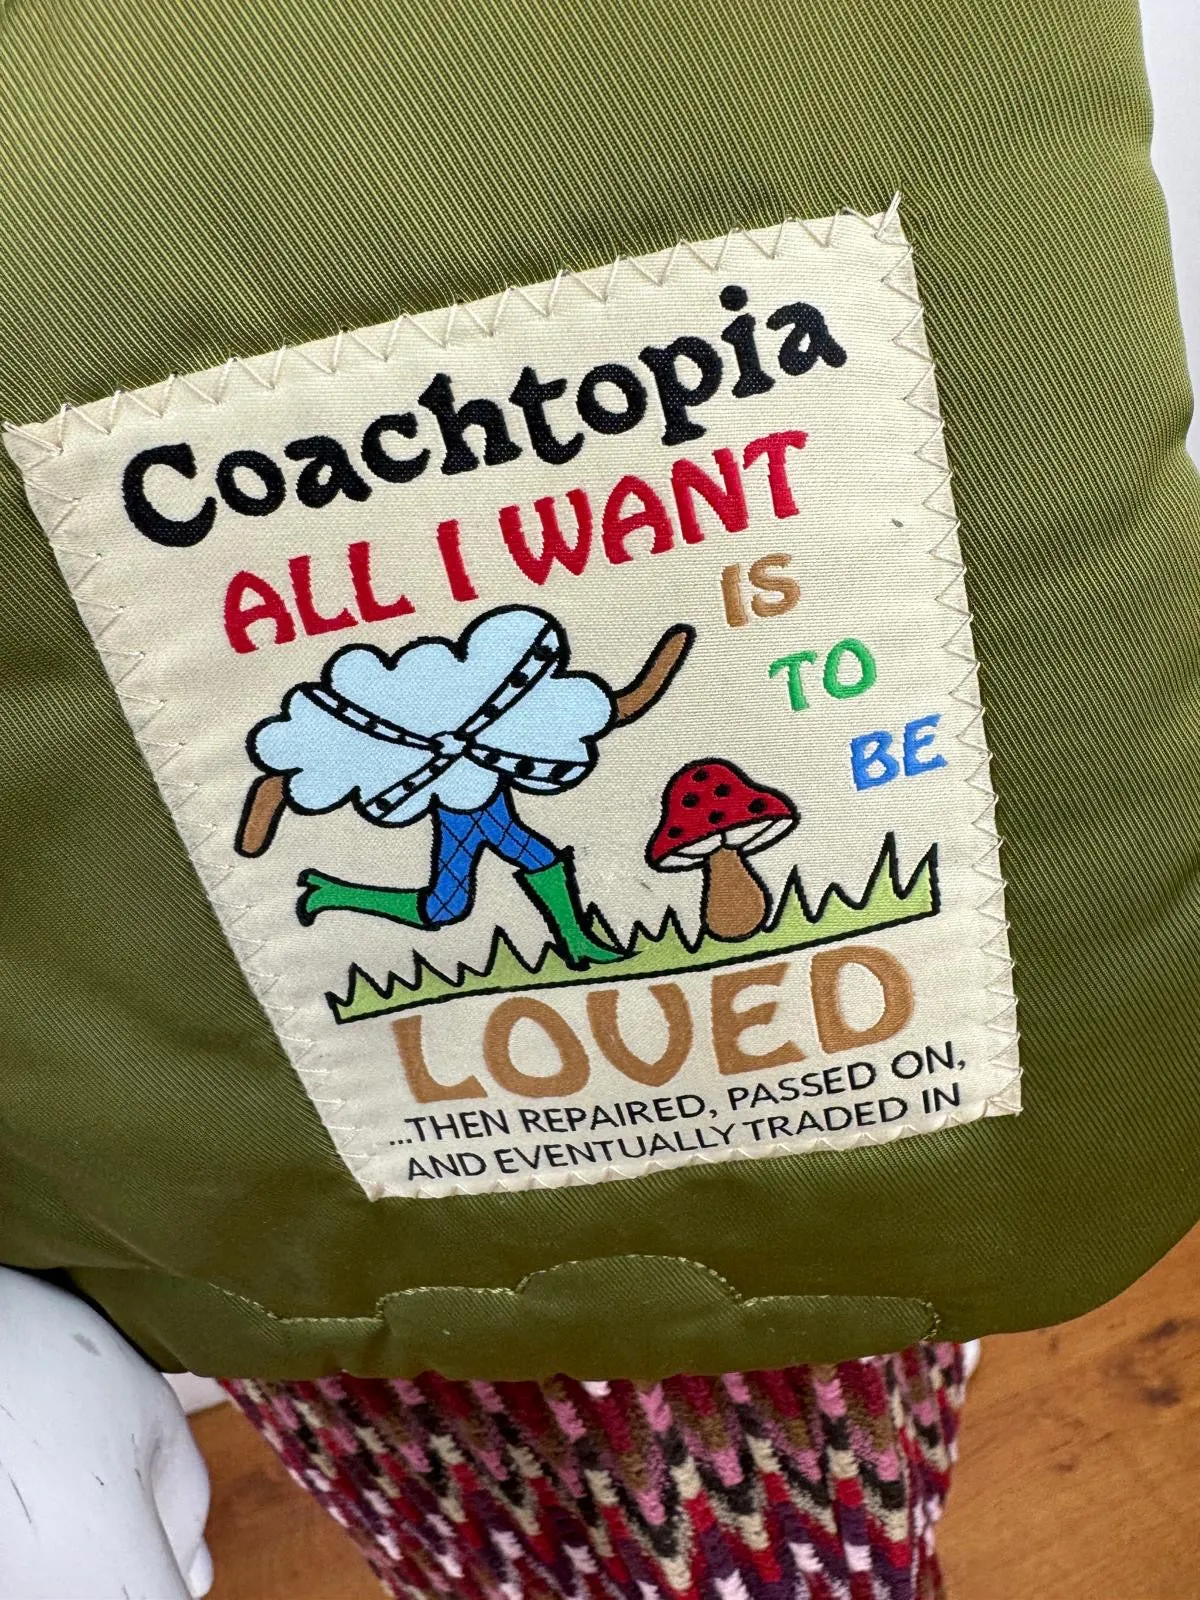 Coachtopia
ALL I WANT
IS
TO
BE
LOVED
...THEN REPAIRED, PASSED ON,
AND EVENTUALLY TRADED IN